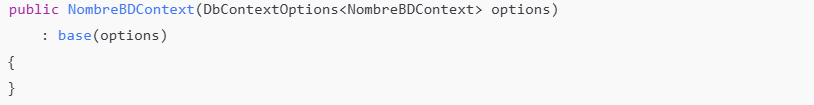 public NombreBDContext(DbContextOptions<NombreBDContext> options)
: base(options)
{
}